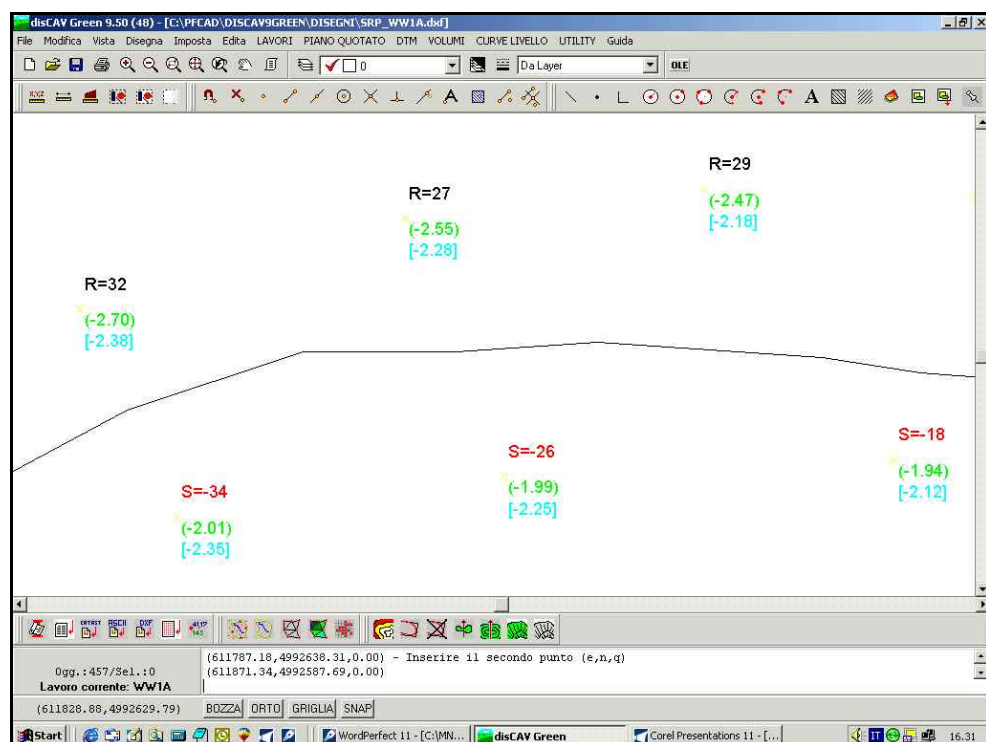 disCAV Green 9.50 (48) - [C:\PFCAD\DISCAV9GREEN\DISEGNI\SRP_WW1A.dxf]
File Modifica Vista Disegna Imposta Edita LAVORI PIANO QUOTATO DTM VOLUMI CURVE LIVELLO UTILITY Guida
0 Da Layer OLE
R=29
(-2.47)
[-2.18]
R=27
(-2.55)
[-2.28]
R=32
(-2.70)
[-2.38]
S=-18
(-1.94)
[-2.12]
S=-26
(-1.99)
[-2.25]
S=-34
(-2.01)
[-2.35]
ASCII DXF
(611787.18,4992638.31,0.00) - Inserire il secondo punto (e,n,q)
(611871.34,4992587.69,0.00)
Ogg.:457/Sel.:0
Lavoro corrente: WW1A
(611828.88,4992629.79) BOZZA ORTO GRIGLIA SNAP
Start WordPerfect 11 - [C:\MN... disCAV Green Corel Presentations 11 - [... IT 16.31